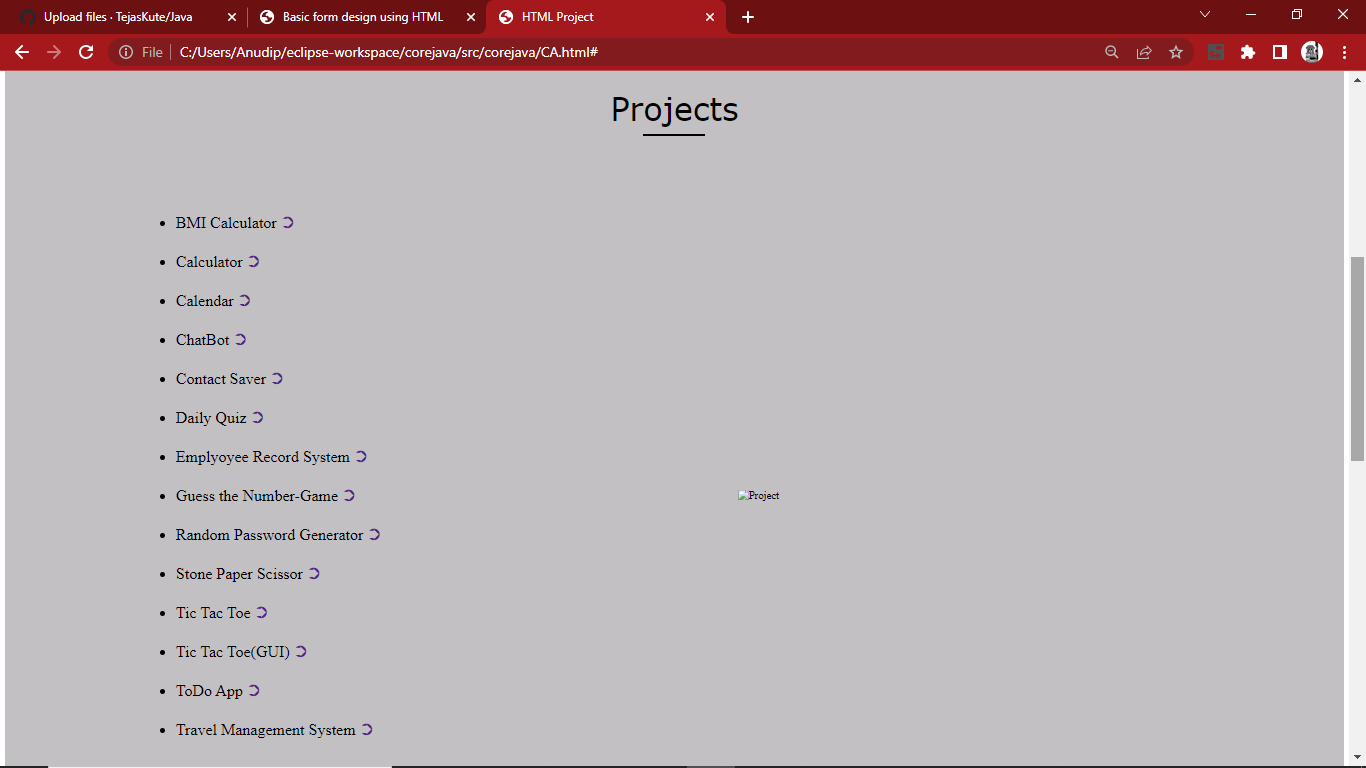 Upload files · TejasKute/Java
Basic form design using HTML
HTML Project
File
C:/Users/Anudip/eclipse-workspace/corejava/src/corejava/CA.html#
Projects
• BMI Calculator ➲
• Calculator ➲
• Calendar ➲
• ChatBot ➲
• Contact Saver ➲
• Daily Quiz ➲
• Emplyoyee Record System ➲
• Guess the Number-Game ➲
Project
• Random Password Generator ➲
• Stone Paper Scissor ➲
• Tic Tac Toe ➲
• Tic Tac Toe(GUI) ➲
• ToDo App ➲
• Travel Management System ➲